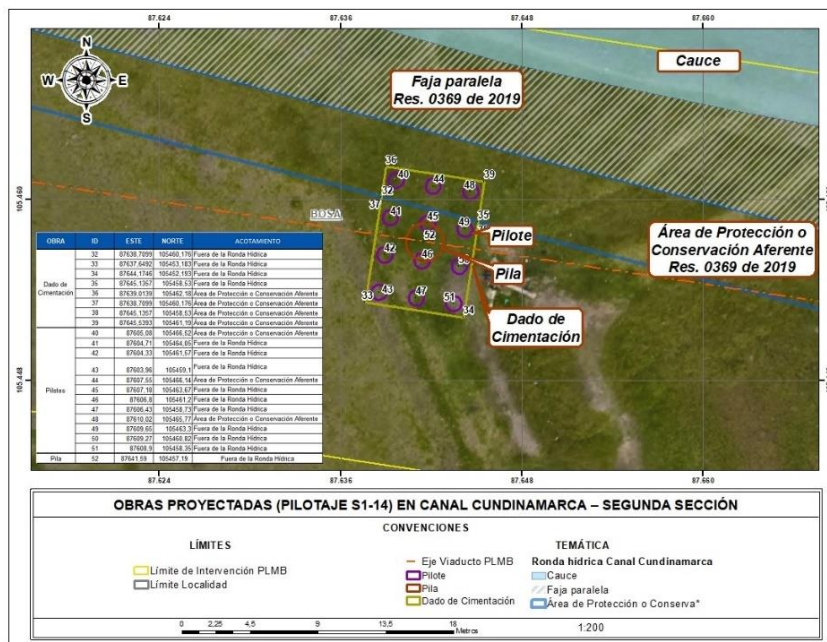 87.624 87.636 87.648 87.660
N
W E
S
Cauce
Faja paralela
Res. 0369 de 2019
36
40 44 48 39
32
37 41 45 49 35
BOSA
52
Pilote
Área de Protección o
Conservación Aferente
Res. 0369 de 2019
42 46
Pila
33 43 47 51 34
Dado de
Cimentación
105.460 105.460
105.448 105.448
OBRA ID ESTE NORTE ACOTAMIENTO
Dado de Cimentación
32 87638,7099 105460,176 Fuera de la Ronda Hídrica
33 87637,6492 105453,183 Fuera de la Ronda Hídrica
34 87644,1746 105452,193 Fuera de la Ronda Hídrica
35 87645,1357 105458,53 Fuera de la Ronda Hídrica
36 87639,0139 105462,18 Área de Protección o Conservación Aferente
37 87638,7099 105460,176 Área de Protección o Conservación Aferente
38 87645,1357 105458,53 Área de Protección o Conservación Aferente
39 87645,5393 105461,19 Área de Protección o Conservación Aferente
Pilotes
40 87605,08 105466,52 Área de Protección o Conservación Aferente
41 87604,71 105464,05 Fuera de la Ronda Hídrica
42 87604,33 105461,57 Fuera de la Ronda Hídrica
43 87603,96 105459,1 Fuera de la Ronda Hídrica
44 87607,55 105466,14 Área de Protección o Conservación Aferente
45 87607,18 105463,67 Fuera de la Ronda Hídrica
46 87606,8 105461,2 Fuera de la Ronda Hídrica
47 87606,43 105458,73 Fuera de la Ronda Hídrica
48 87610,02 105465,77 Área de Protección o Conservación Aferente
49 87609,65 105463,3 Fuera de la Ronda Hídrica
50 87609,27 105460,82 Fuera de la Ronda Hídrica
51 87608,9 105458,35 Fuera de la Ronda Hídrica
Pila 52 87641,59 105457,19 Fuera de la Ronda Hídrica
87.624 87.636 87.648 87.660
OBRAS PROYECTADAS (PILOTAJE S1-14) EN CANAL CUNDINAMARCA – SEGUNDA SECCIÓN
CONVENCIONES
LÍMITES
Límite de Intervención PLMB
Límite Localidad
TEMÁTICA
Eje Viaducto PLMB
Pilote
Pila
Dado de Cimentación
Ronda hídrica Canal Cundinamarca
Cauce
Faja paralela
Área de Protección o Conserva*
0 2,25 4,5 9 13,5 18
Metros
1:200